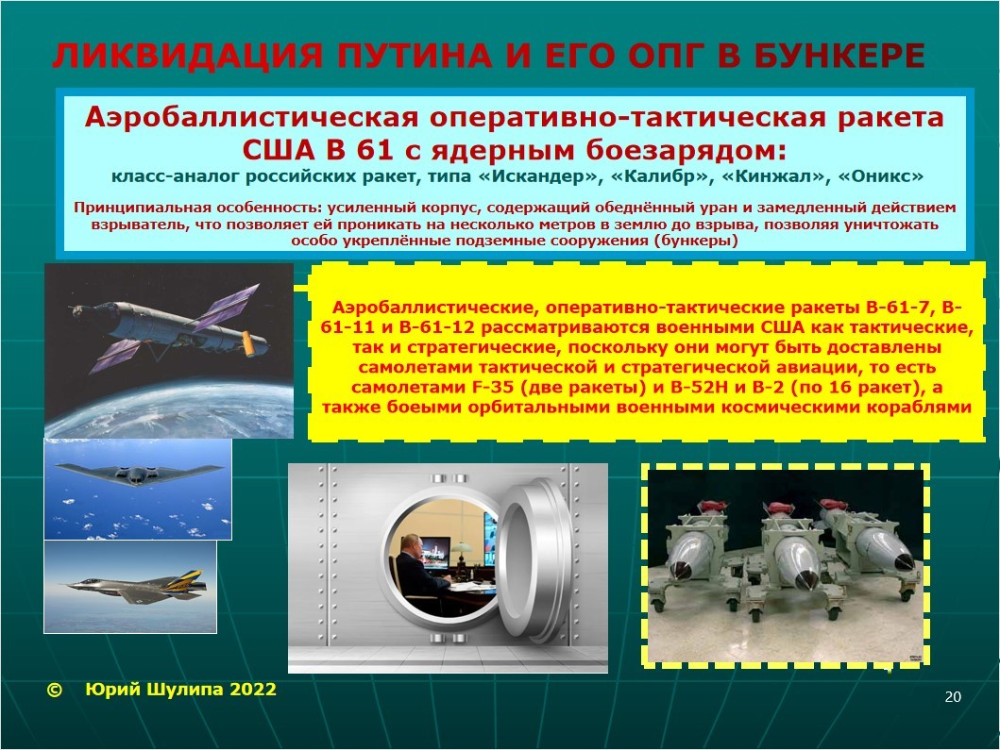 ЛИКВИДАЦИЯ ПУТИНА И ЕГО ОПГ В БУНКЕРЕ
Аэробаллистическая оперативно-тактическая ракета
США В 61 с ядерным боезарядом:
класс-аналог российских ракет, типа «Искандер», «Калибр», «Кинжал», «Оникс»
Принципиальная особенность: усиленный корпус, содержащий обеднённый уран и замедленный действием
взрыватель, что позволяет ей проникать на несколько метров в землю до взрыва, позволяя уничтожать
особо укреплённые подземные сооружения (бункеры)
Аэробаллистические, оперативно-тактические ракеты В-61-7, В-
61-11 и В-61-12 рассматриваются военными США как тактические,
так и стратегические, поскольку они могут быть доставлены
самолетами тактической и стратегической авиации, то есть
самолетами F-35 (две ракеты) и B-52H и B-2 (по 16 ракет), а
также боеыми орбитальными военными космическими кораблями
© Юрий Шулипа 2022
20